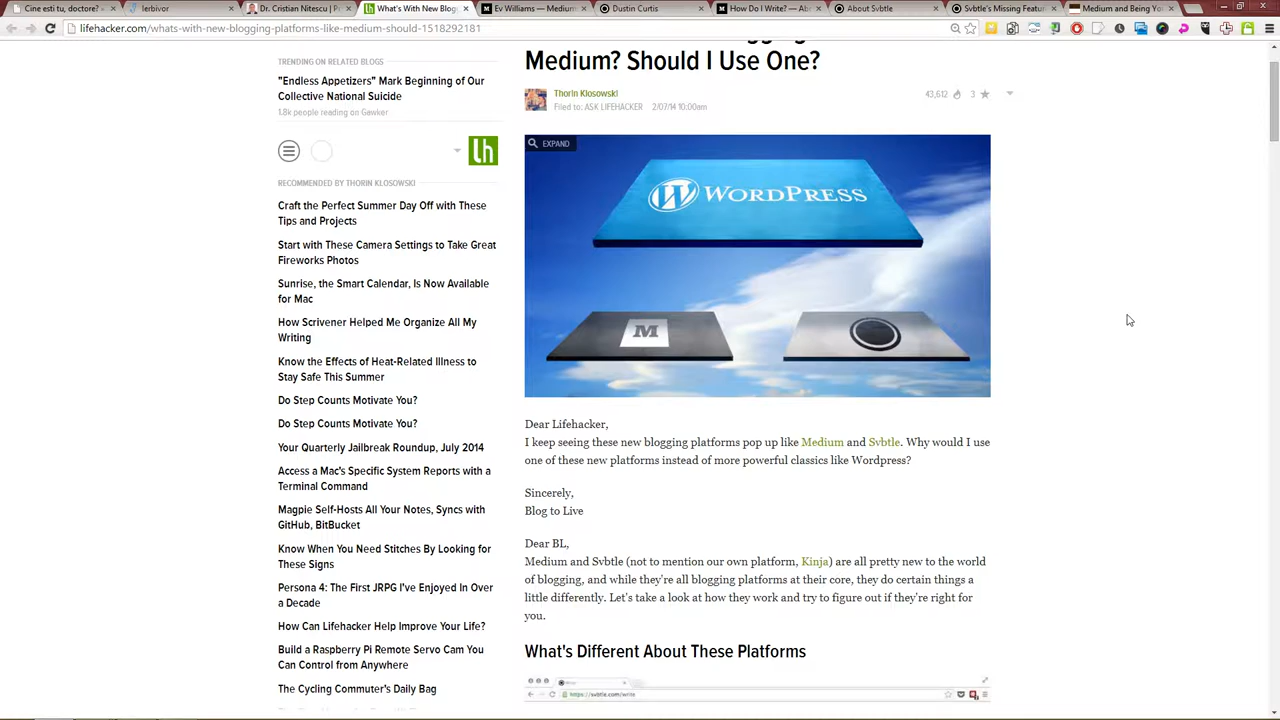 Cine esti tu, doctore?
lerbivor
Dr. Cristian Nitescu | P
What's With New Blog
Ev Williams — Medium
Dustin Curtis
How Do I Write? — Ab
About Svbtle
Svbtle's Missing Featu
Medium and Being Yo
lifehacker.com/whats-with-new-blogging-platforms-like-medium-should-1518292181
TRENDING ON RELATED BLOGS
"Endless Appetizers" Mark Beginning of Our
Collective National Suicide
1.8k people reading on Gawker
lh
RECOMMENDED BY THORIN KLOSOWSKI
Craft the Perfect Summer Day Off with These
Tips and Projects
Start with These Camera Settings to Take Great
Fireworks Photos
Sunrise, the Smart Calendar, Is Now Available
for Mac
How Scrivener Helped Me Organize All My
Writing
Know the Effects of Heat-Related Illness to
Stay Safe This Summer
Do Step Counts Motivate You?
Do Step Counts Motivate You?
Your Quarterly Jailbreak Roundup, July 2014
Access a Mac's Specific System Reports with a
Terminal Command
Magpie Self-Hosts All Your Notes, Syncs with
GitHub, BitBucket
Know When You Need Stitches By Looking for
These Signs
Persona 4: The First JRPG I've Enjoyed In Over
a Decade
How Can Lifehacker Help Improve Your Life?
Build a Raspberry Pi Remote Servo Cam You
Can Control from Anywhere
The Cycling Commuter's Daily Bag
Medium? Should I Use One?
Thorin Klosowski
Filed to: ASK LIFEHACKER 2/07/14 10:00am
43,612 3
EXPAND
W WORDPRESS
M
Dear Lifehacker,
I keep seeing these new blogging platforms pop up like Medium and Svbtle. Why would I use
one of these new platforms instead of more powerful classics like Wordpress?
Sincerely,
Blog to Live
Dear BL,
Medium and Svbtle (not to mention our own platform, Kinja) are all pretty new to the world
of blogging, and while they're all blogging platforms at their core, they do certain things a
little differently. Let's take a look at how they work and try to figure out if they're right for
you.
What's Different About These Platforms
https://svbtle.com/write